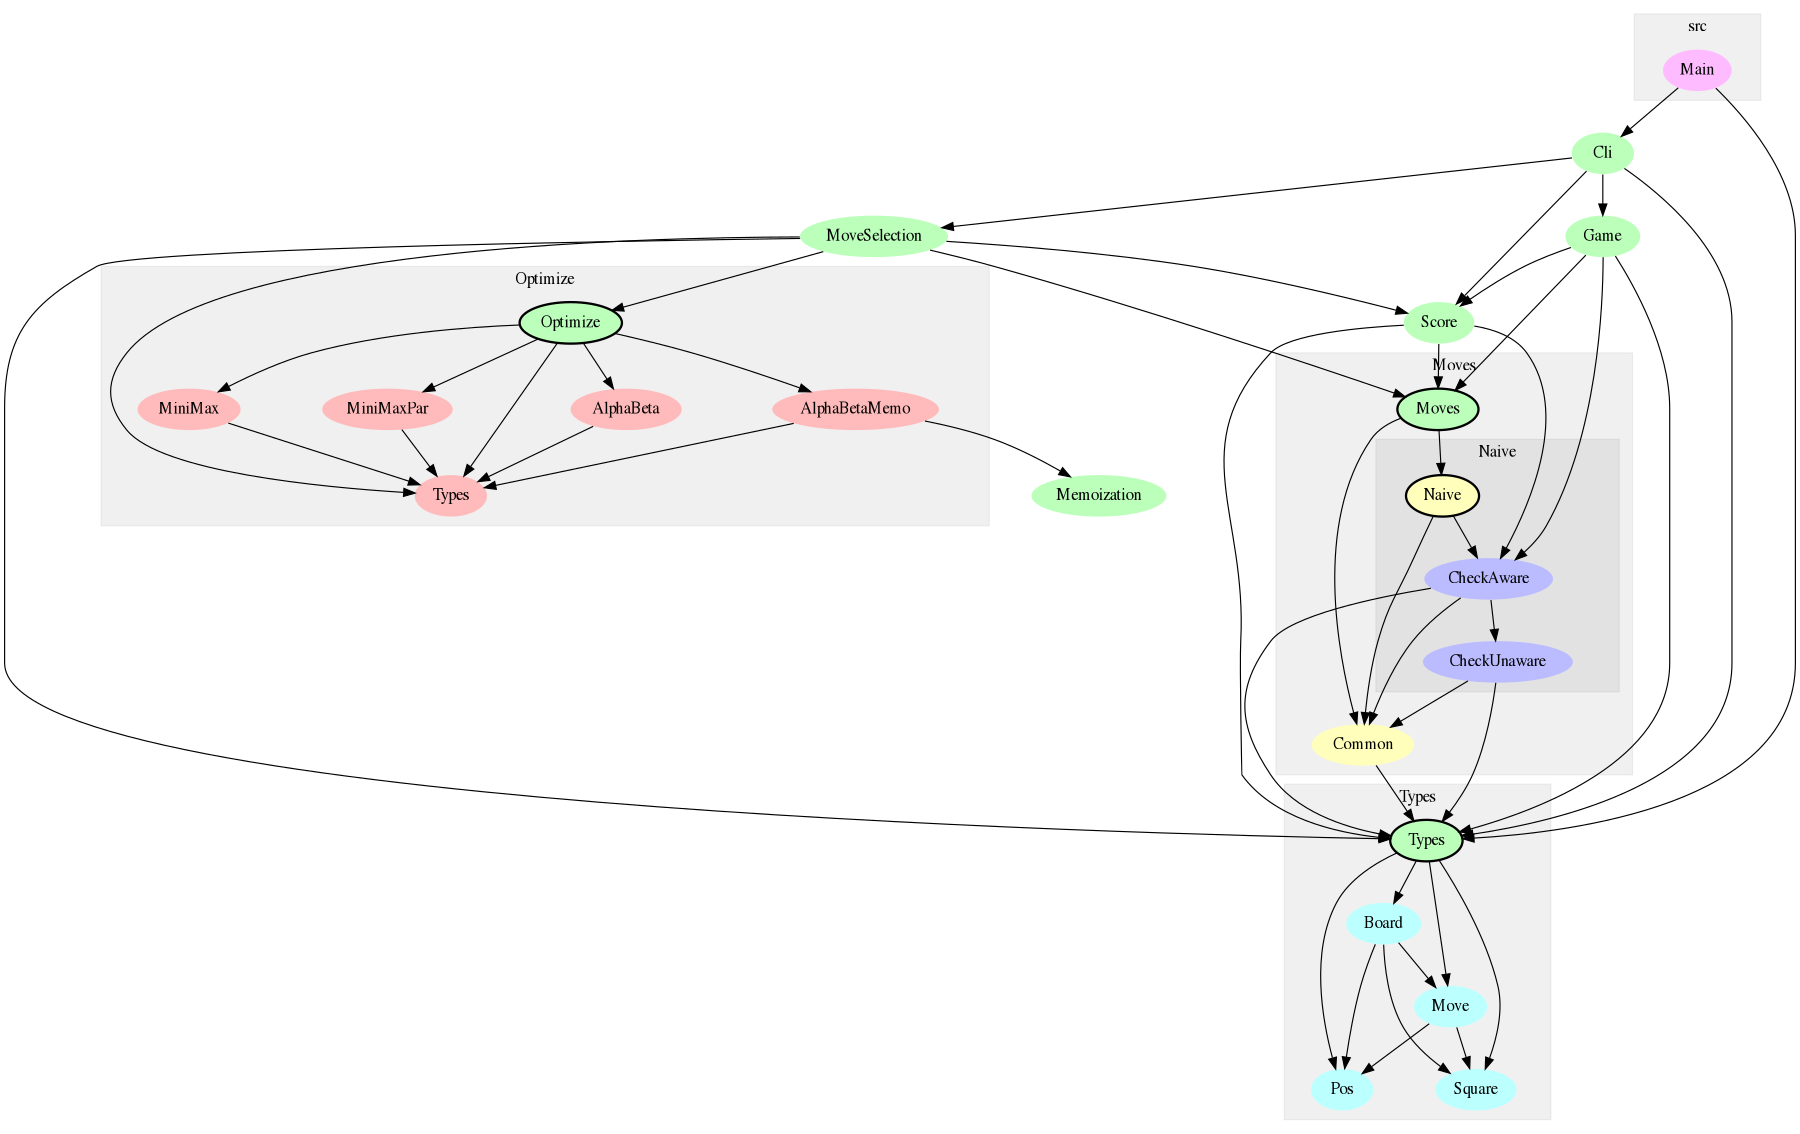 src
Main
Cli
MoveSelection
Game
Optimize
Optimize
Score
Moves
MiniMax
MiniMaxPar
AlphaBeta
AlphaBetaMemo
Moves
Naive
Types
Memoization
Naive
CheckAware
CheckUnaware
Common
Types
Types
Board
Move
Pos
Square